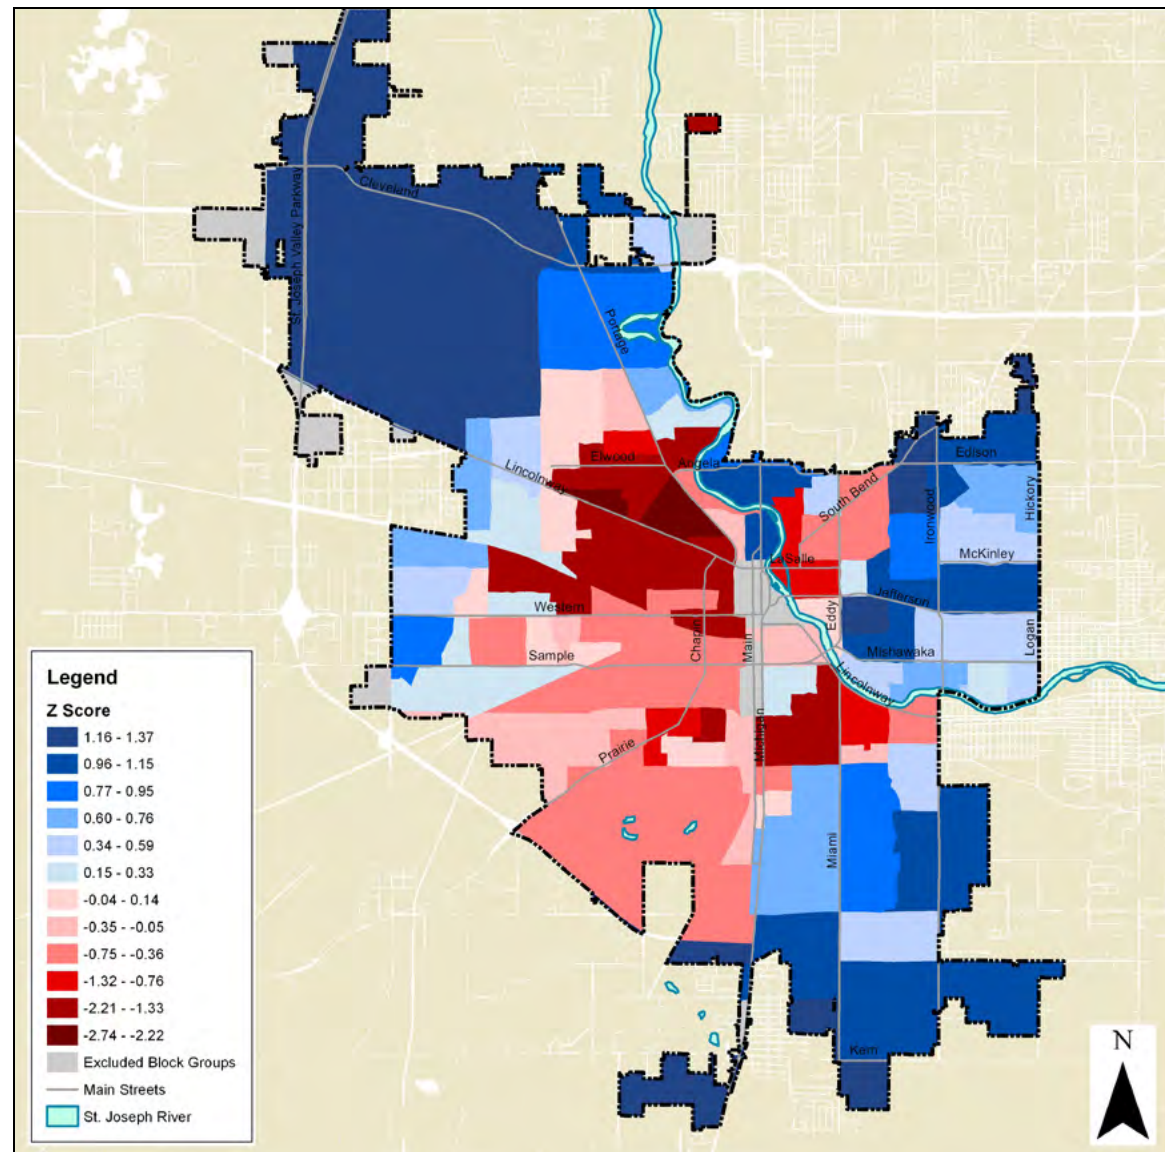 St. Joseph Valley Parkway
Cleveland
Portage
Elwood
Angela
Lincolnway
South Bend
Edison
Ironwood
Hickory
McKinley
LaSalle
Jefferson
Western
Chapin
Main
Eddy
Logan
Sample
Mishawaka
Lincolnway
Prairie
Michigan
Miami
Kern
Legend
Z Score
1.16 - 1.37
0.96 - 1.15
0.77 - 0.95
0.60 - 0.76
0.34 - 0.59
0.15 - 0.33
-0.04 - 0.14
-0.35 - -0.05
-0.75 - -0.36
-1.32 - -0.76
-2.21 - -1.33
-2.74 - -2.22
Excluded Block Groups
Main Streets
St. Joseph River
N